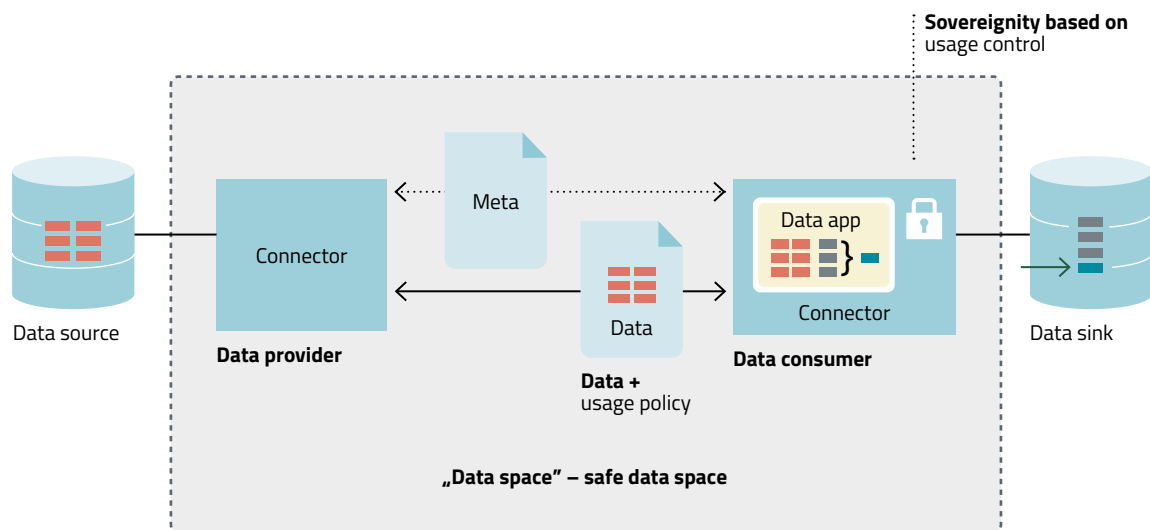 Sovereignity based on
usage control
Meta
Data app
Connector
Connector
Data
Data source
Data provider
Data consumer
Data sink
Data +
usage policy
„Data space” – safe data space